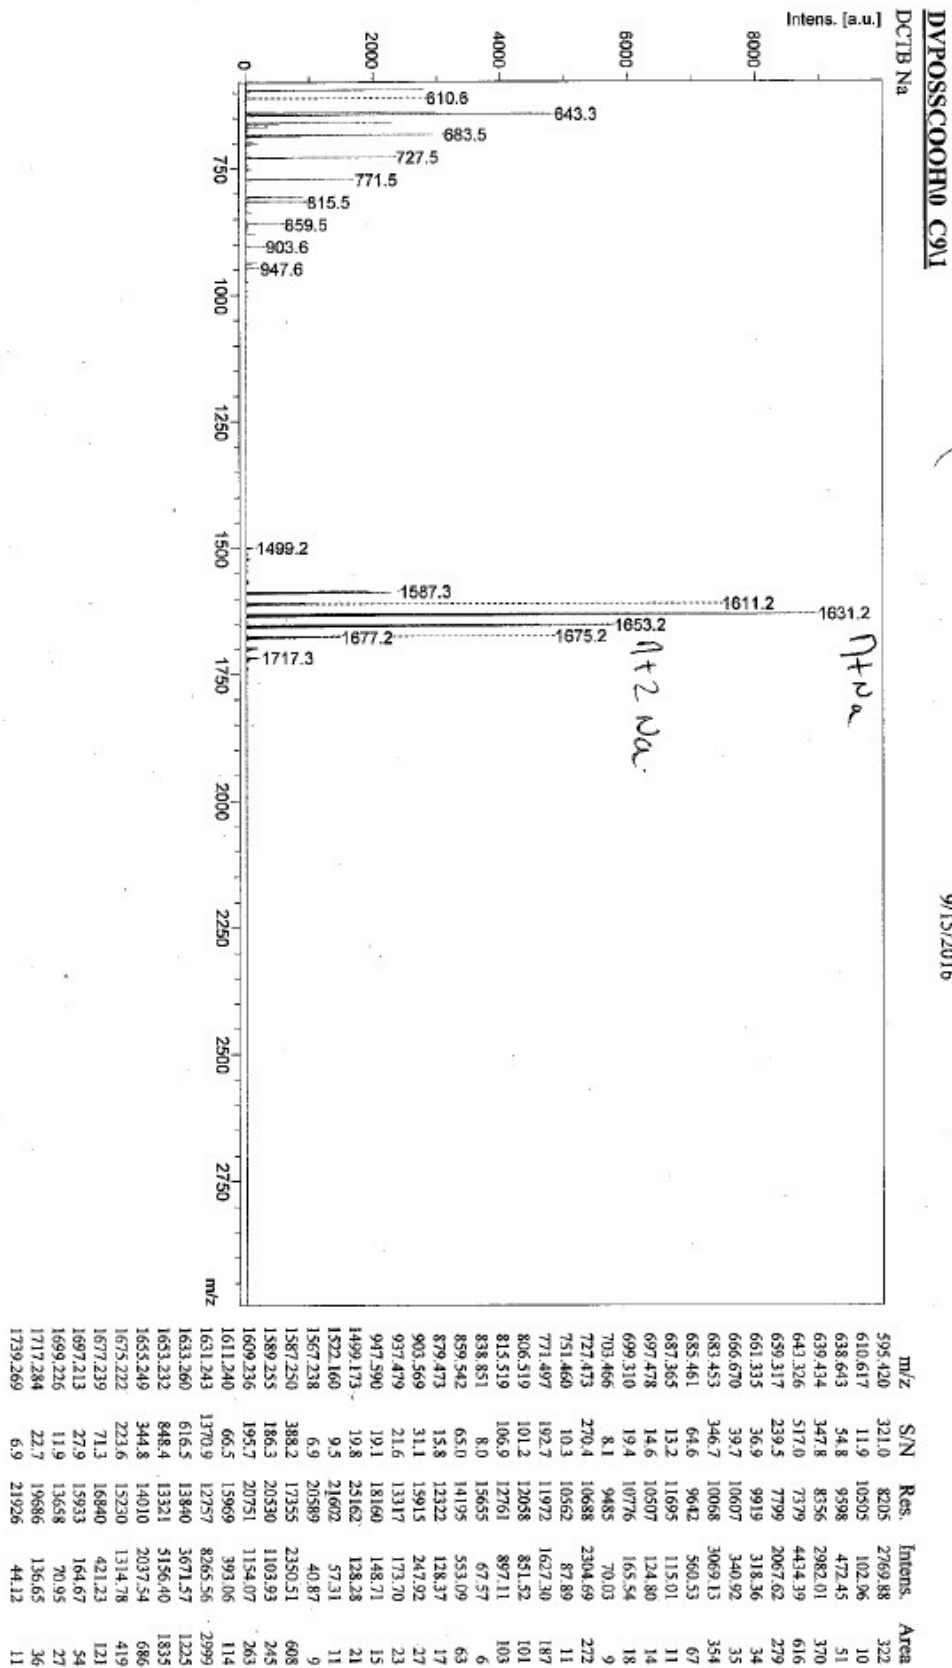 DVPOSSCOOH\0_C9\1
9/15/2016
DCTB Na
Intens. [a.u.]
8000
6000
4000
2000
0
610.6
643.3
683.5
727.5
771.5
815.5
859.5
903.6
947.6
1499.2
1587.3
1611.2
1631.2
1653.2
1675.2
1677.2
1717.3
M+Na
M+2 Na.
750
1000
1250
1500
1750
2000
2250
2500
2750
m/z
m/z S/N Res. Intens. Area
595.420 321.0 8205 2769.88 322
610.617 11.9 10505 102.96 10
638.643 54.8 9598 472.45 51
639.434 347.8 8356 2982.01 370
643.326 517.0 7379 4434.39 616
659.317 239.5 7799 2067.62 279
661.335 36.9 9919 318.36 34
666.670 39.7 10607 340.92 35
683.453 346.7 10068 3069.13 354
685.461 64.6 9642 560.53 67
687.365 13.2 11695 115.01 11
697.478 14.6 10507 124.80 14
699.310 19.4 10776 165.54 18
703.466 8.1 9485 70.03 9
727.473 270.4 10688 2304.69 272
751.460 10.3 10562 87.89 11
771.497 192.7 11972 1627.30 187
806.519 101.2 12058 851.52 101
815.519 106.9 12761 897.11 103
838.851 8.0 15655 67.57 6
859.542 65.0 14195 553.09 63
879.473 15.8 12322 128.37 17
903.569 31.1 15915 247.92 27
937.479 21.6 13317 173.70 23
947.590 19.1 18160 148.71 15
1499.173 19.8 25162 128.28 21
1522.160 9.5 21602 57.31 11
1567.238 6.9 20589 40.87 9
1587.250 388.2 17355 2350.51 608
1589.255 186.3 20530 1103.93 245
1609.236 195.7 20751 1154.07 263
1611.240 66.5 15969 393.06 114
1631.243 1370.9 12757 8265.56 2999
1633.260 616.5 13840 3671.57 1225
1653.232 848.4 13321 5156.40 1835
1655.249 344.8 14010 2037.54 686
1675.222 223.6 15230 1314.78 419
1677.239 71.3 16840 421.23 121
1697.213 27.9 15933 164.67 54
1699.226 11.9 13658 70.95 27
1717.284 22.7 19686 136.65 36
1739.269 6.9 21926 44.12 11